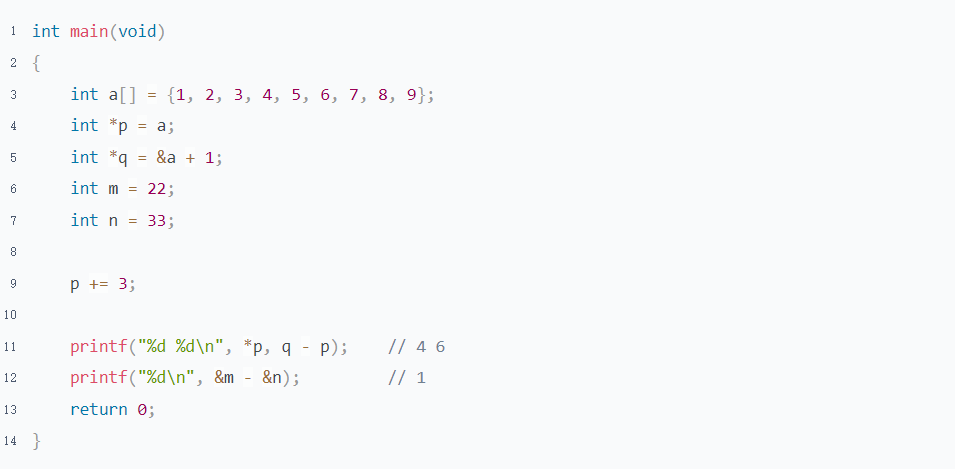 1 int main(void)
2 {
3     int a[] = {1, 2, 3, 4, 5, 6, 7, 8, 9};
4     int *p = a;
5     int *q = &a + 1;
6     int m = 22;
7     int n = 33;
8
9     p += 3;
10
11     printf("%d %d\n", *p, q - p);    // 4 6
12     printf("%d\n", &m - &n);         // 1
13     return 0;
14 }